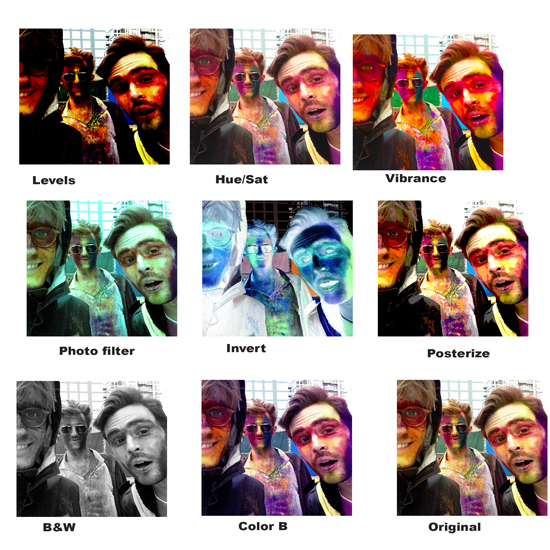 Levels
Hue/Sat
Vibrance
Photo filter
Invert
Posterize
B&W
Color B
Original